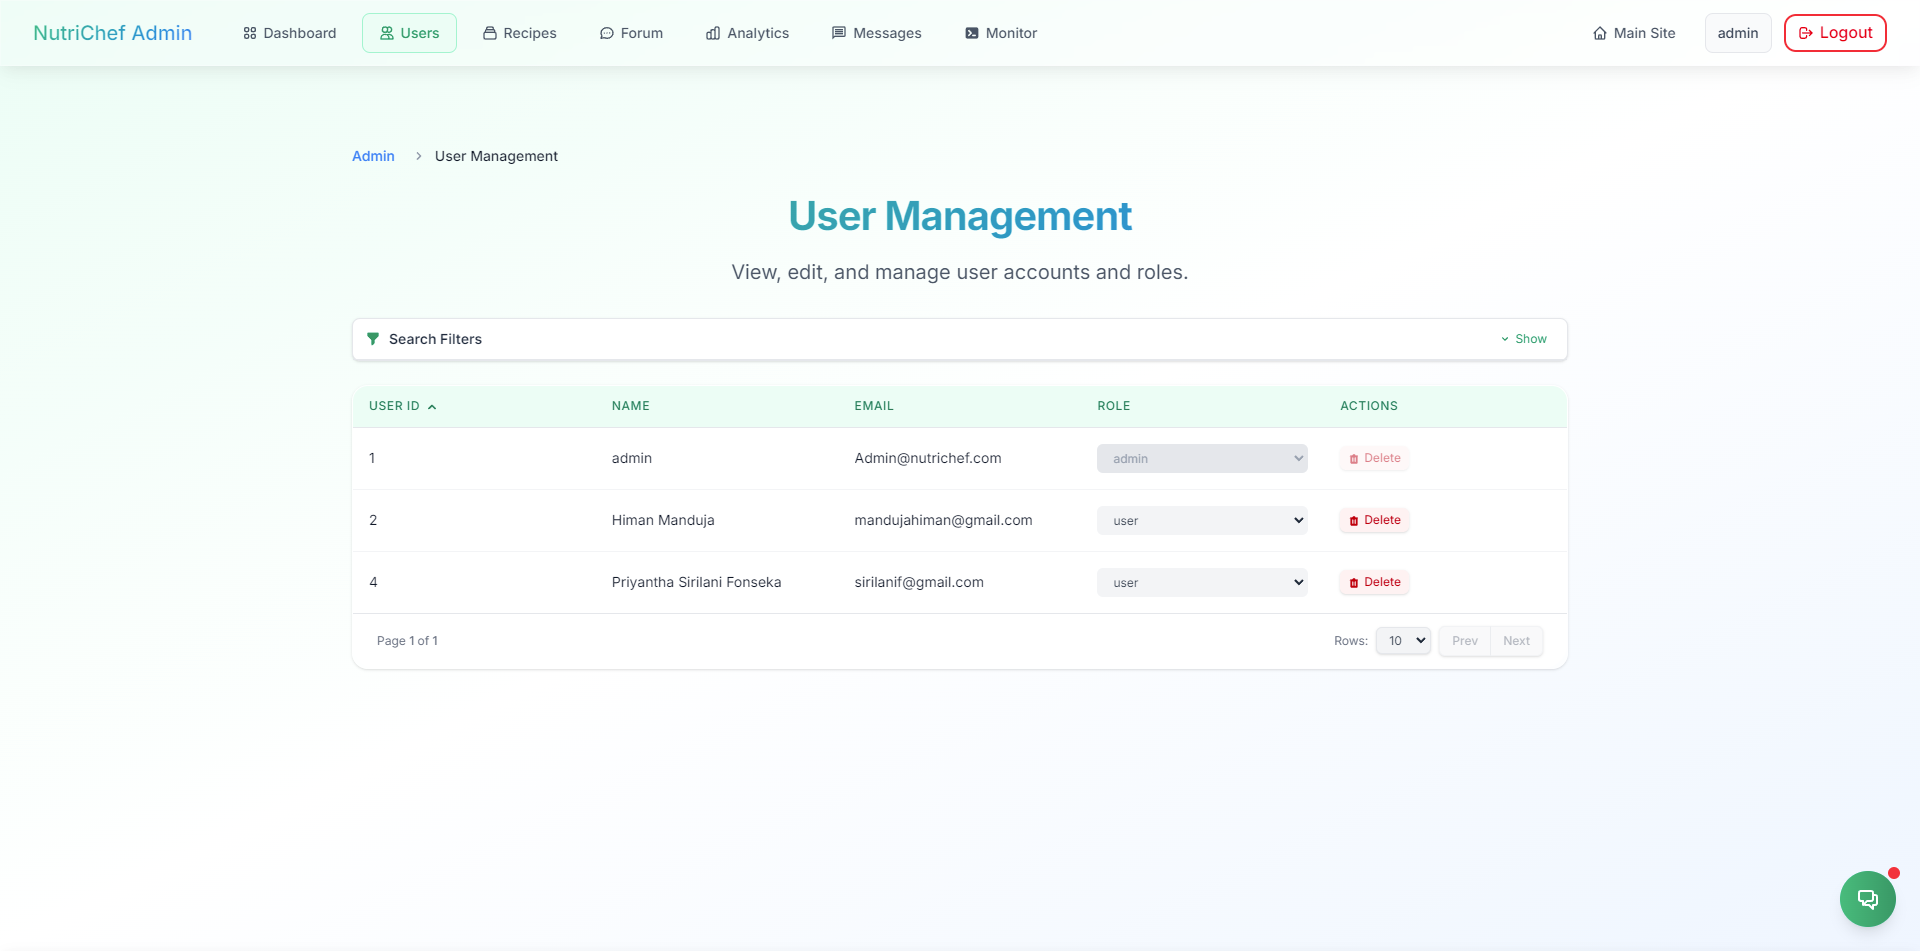 NutriChef Admin Dashboard Users Recipes Forum Analytics Messages Monitor Main Site admin Logout
Admin User Management
User Management
View, edit, and manage user accounts and roles.
Search Filters Show
USER ID NAME EMAIL ROLE ACTIONS
1 admin Admin@nutrichef.com admin Delete
2 Himan Manduja mandujahiman@gmail.com user Delete
4 Priyantha Sirilani Fonseka sirilanif@gmail.com user Delete
Page 1 of 1 Rows: 10 Prev Next